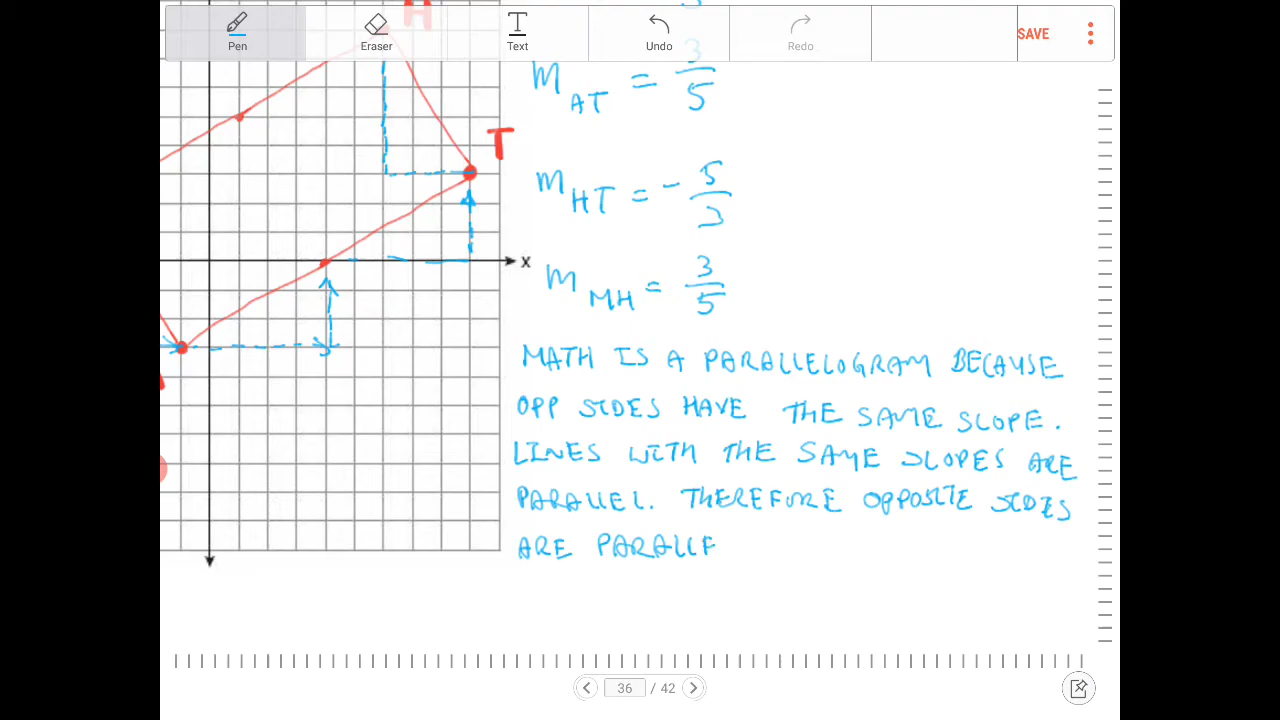 H
Pen
Eraser
Text
Undo
Redo
SAVE
m AT = 3/5
T
m HT = - 5/3
x
m MH = 3/5
MATH IS A PARALLELOGRAM BECAUSE
OPP SIDES HAVE THE SAME SLOPE.
LINES WITH THE SAME SLOPES ARE
PARALLEL. THEREFORE OPPOSITE SIDES
ARE PARALLE
36 / 42